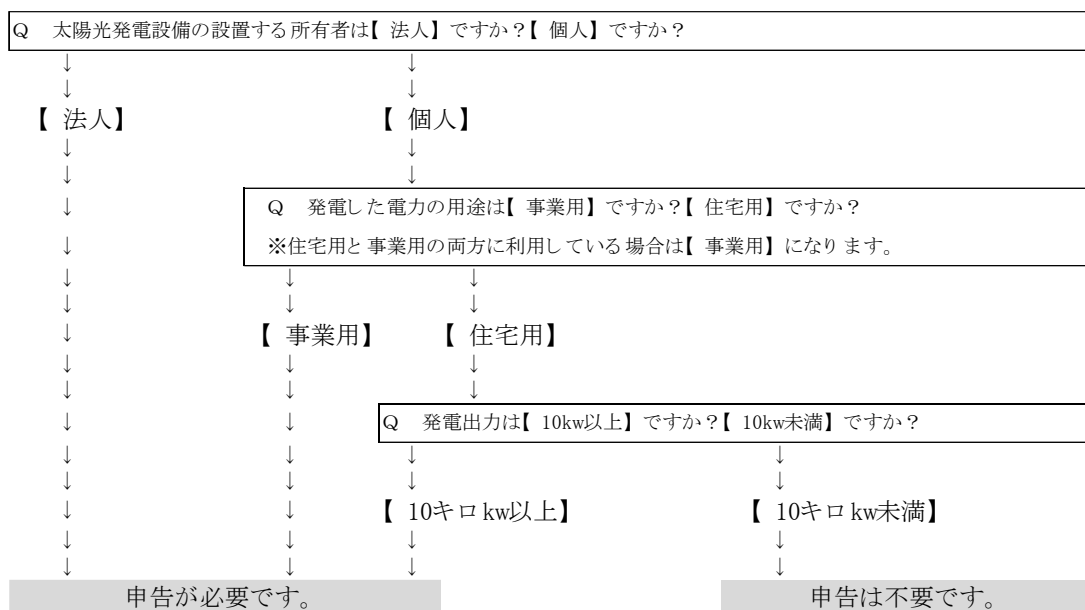 Q 太陽光発電設備の設置する所有者は【 法人】ですか？【 個人】ですか？
↓ ↓
↓ ↓
【 法人】 【 個人】
↓ ↓
↓ ↓
↓ Q 発電した電力の用途は【 事業用】ですか？【 住宅用】ですか？
↓ ※住宅用と事業用の両方に利用している場合は【 事業用】になります。
↓ ↓ ↓
↓ ↓ ↓
↓ 【 事業用】 【 住宅用】
↓ ↓ ↓
↓ ↓ ↓
↓ ↓ Q 発電出力は【 10kw以上】ですか？【 10kw未満】ですか？
↓ ↓ ↓ ↓
↓ ↓ ↓ ↓
↓ ↓ 【 10キロkw以上】 【 10キロkw未満】
↓ ↓ ↓ ↓
↓ ↓ ↓ ↓
申告が必要です。 申告は不要です。